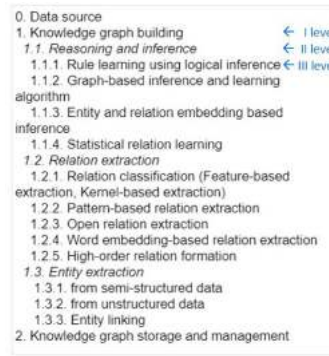 0. Data source
1. Knowledge graph building ← I leve
1.1. Reasoning and inference ← II leve
1.1.1. Rule learning using logical inference ← III leve
1.1.2. Graph-based inference and learning
algorithm
1.1.3. Entity and relation embedding based
inference
1.1.4. Statistical relation learning
1.2. Relation extraction
1.2.1. Relation classification (Feature-based
extraction, Kernel-based extraction)
1.2.2. Pattern-based relation extraction
1.2.3. Open relation extraction
1.2.4. Word embedding-based relation extraction
1.2.5. High-order relation formation
1.3. Entity extraction
1.3.1. from semi-structured data
1.3.2. from unstructured data
1.3.3. Entity linking
2. Knowledge graph storage and management